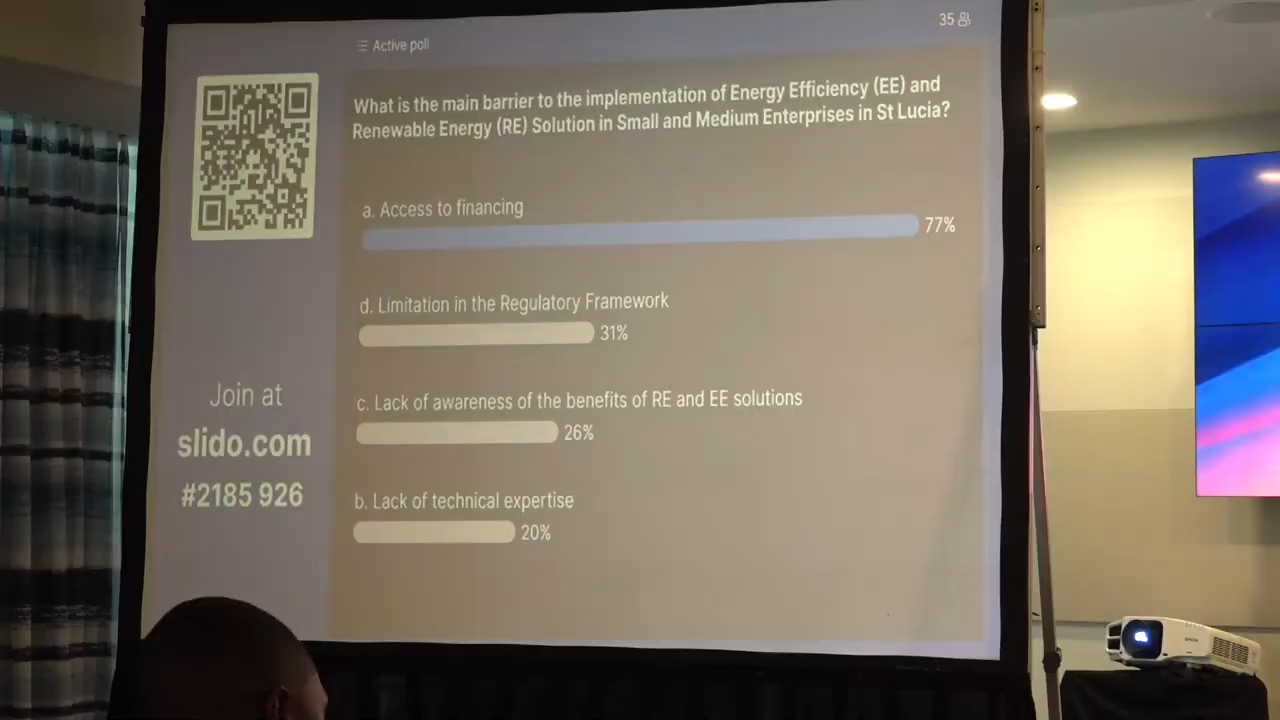 35
Active poll
What is the main barrier to the implementation of Energy Efficiency (EE) and
Renewable Energy (RE) Solution in Small and Medium Enterprises in St Lucia?
a. Access to financing
77%
d. Limitation in the Regulatory Framework
31%
c. Lack of awareness of the benefits of RE and EE solutions
26%
b. Lack of technical expertise
20%
Join at
slido.com
#2185 926
EPSON